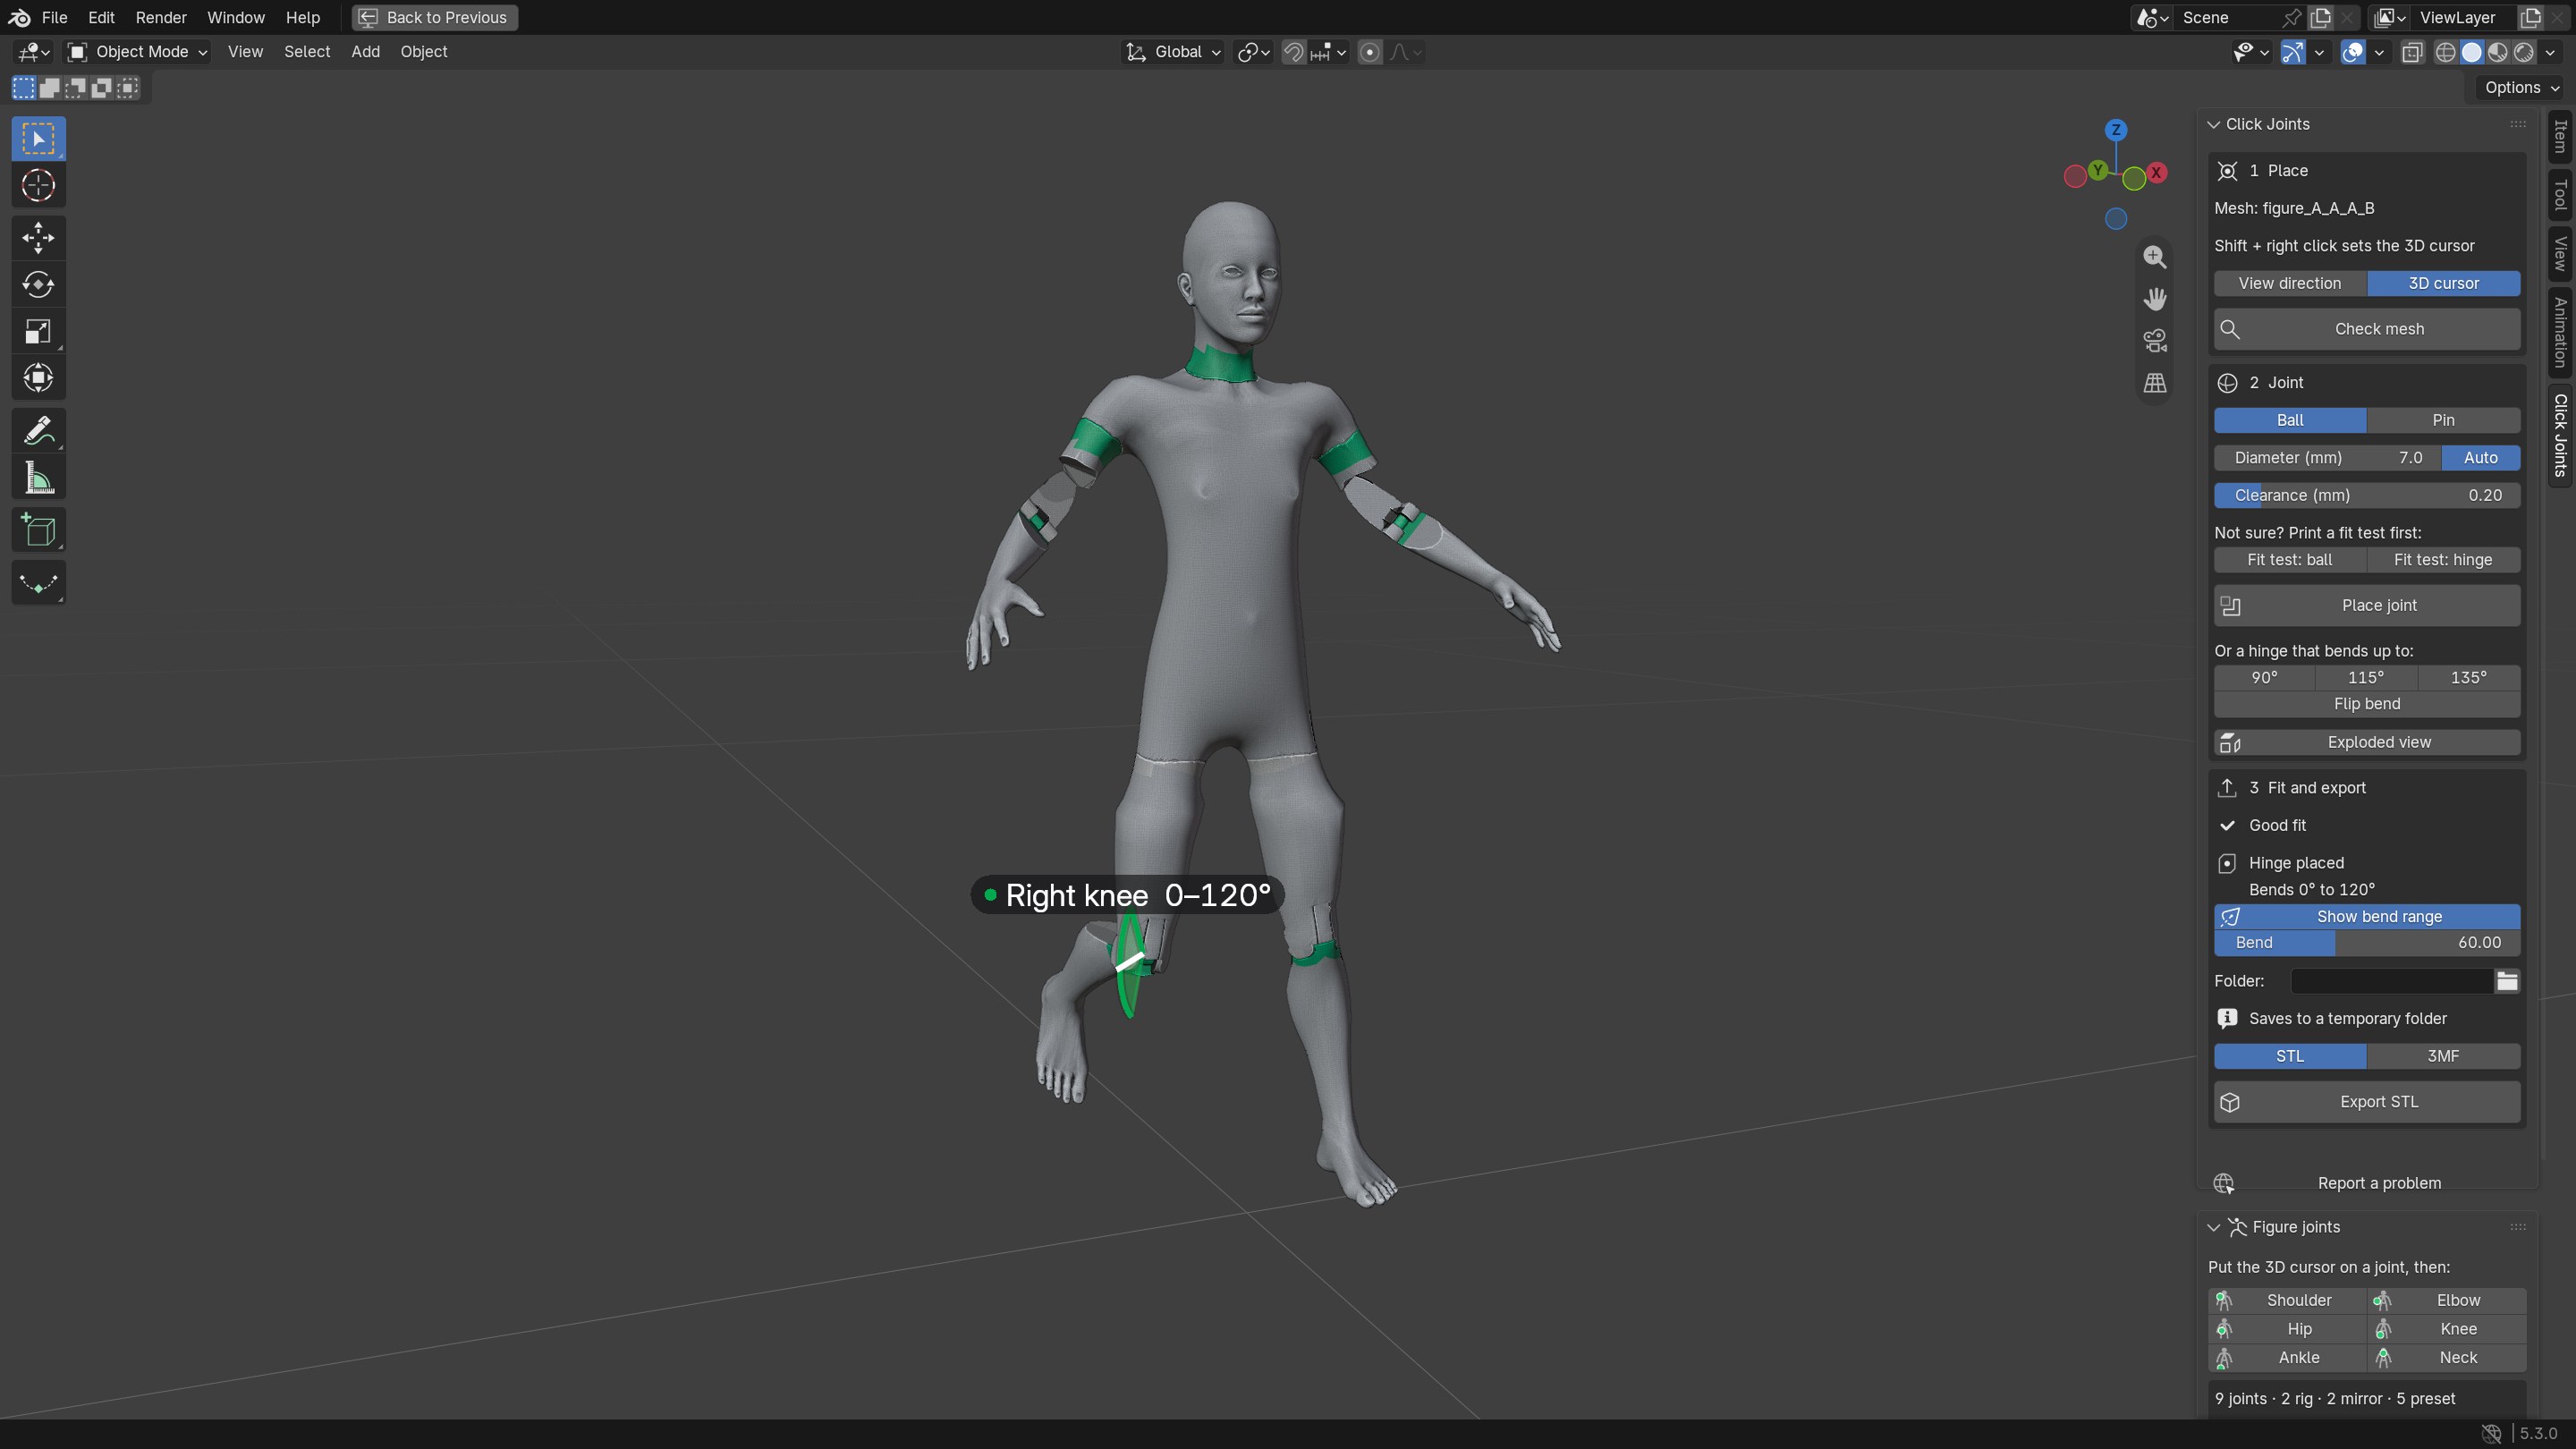 File Edit Render Window Help Back to Previous Scene ViewLayer
Object Mode View Select Add Object Global
Options
Z
Y
X
Right knee 0–120°
Click Joints
1 Place
Mesh: figure_A_A_A_B
Shift + right click sets the 3D cursor
View direction 3D cursor
Check mesh
2 Joint
Ball Pin
Diameter (mm) 7.0 Auto
Clearance (mm) 0.20
Not sure? Print a fit test first:
Fit test: ball Fit test: hinge
Place joint
Or a hinge that bends up to:
90° 115° 135°
Flip bend
Exploded view
3 Fit and export
Good fit
Hinge placed
Bends 0° to 120°
Show bend range
Bend 60.00
Folder:
Saves to a temporary folder
STL 3MF
Export STL
Report a problem
Figure joints
Put the 3D cursor on a joint, then:
Shoulder Elbow
Hip Knee
Ankle Neck
9 joints · 2 rig · 2 mirror · 5 preset
Item
Tool
View
Animation
Click Joints
5.3.0